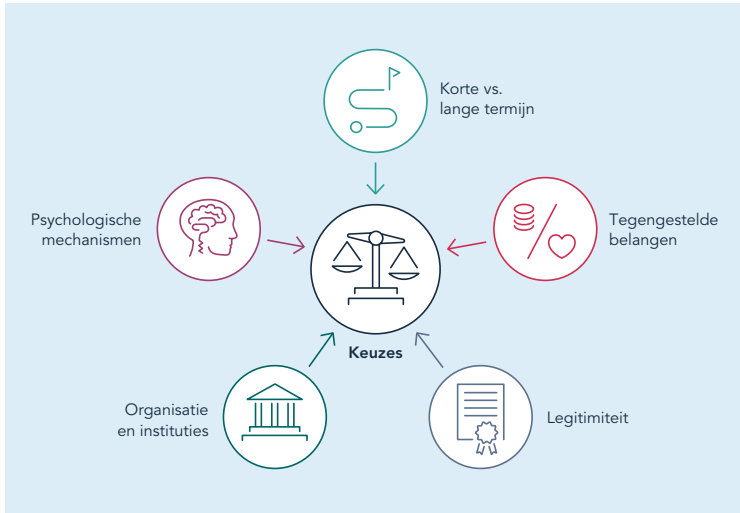 Korte vs.
lange termijn
Psychologische
mechanismen
Tegengestelde
belangen
Keuzes
Organisatie
en instituties
Legitimiteit